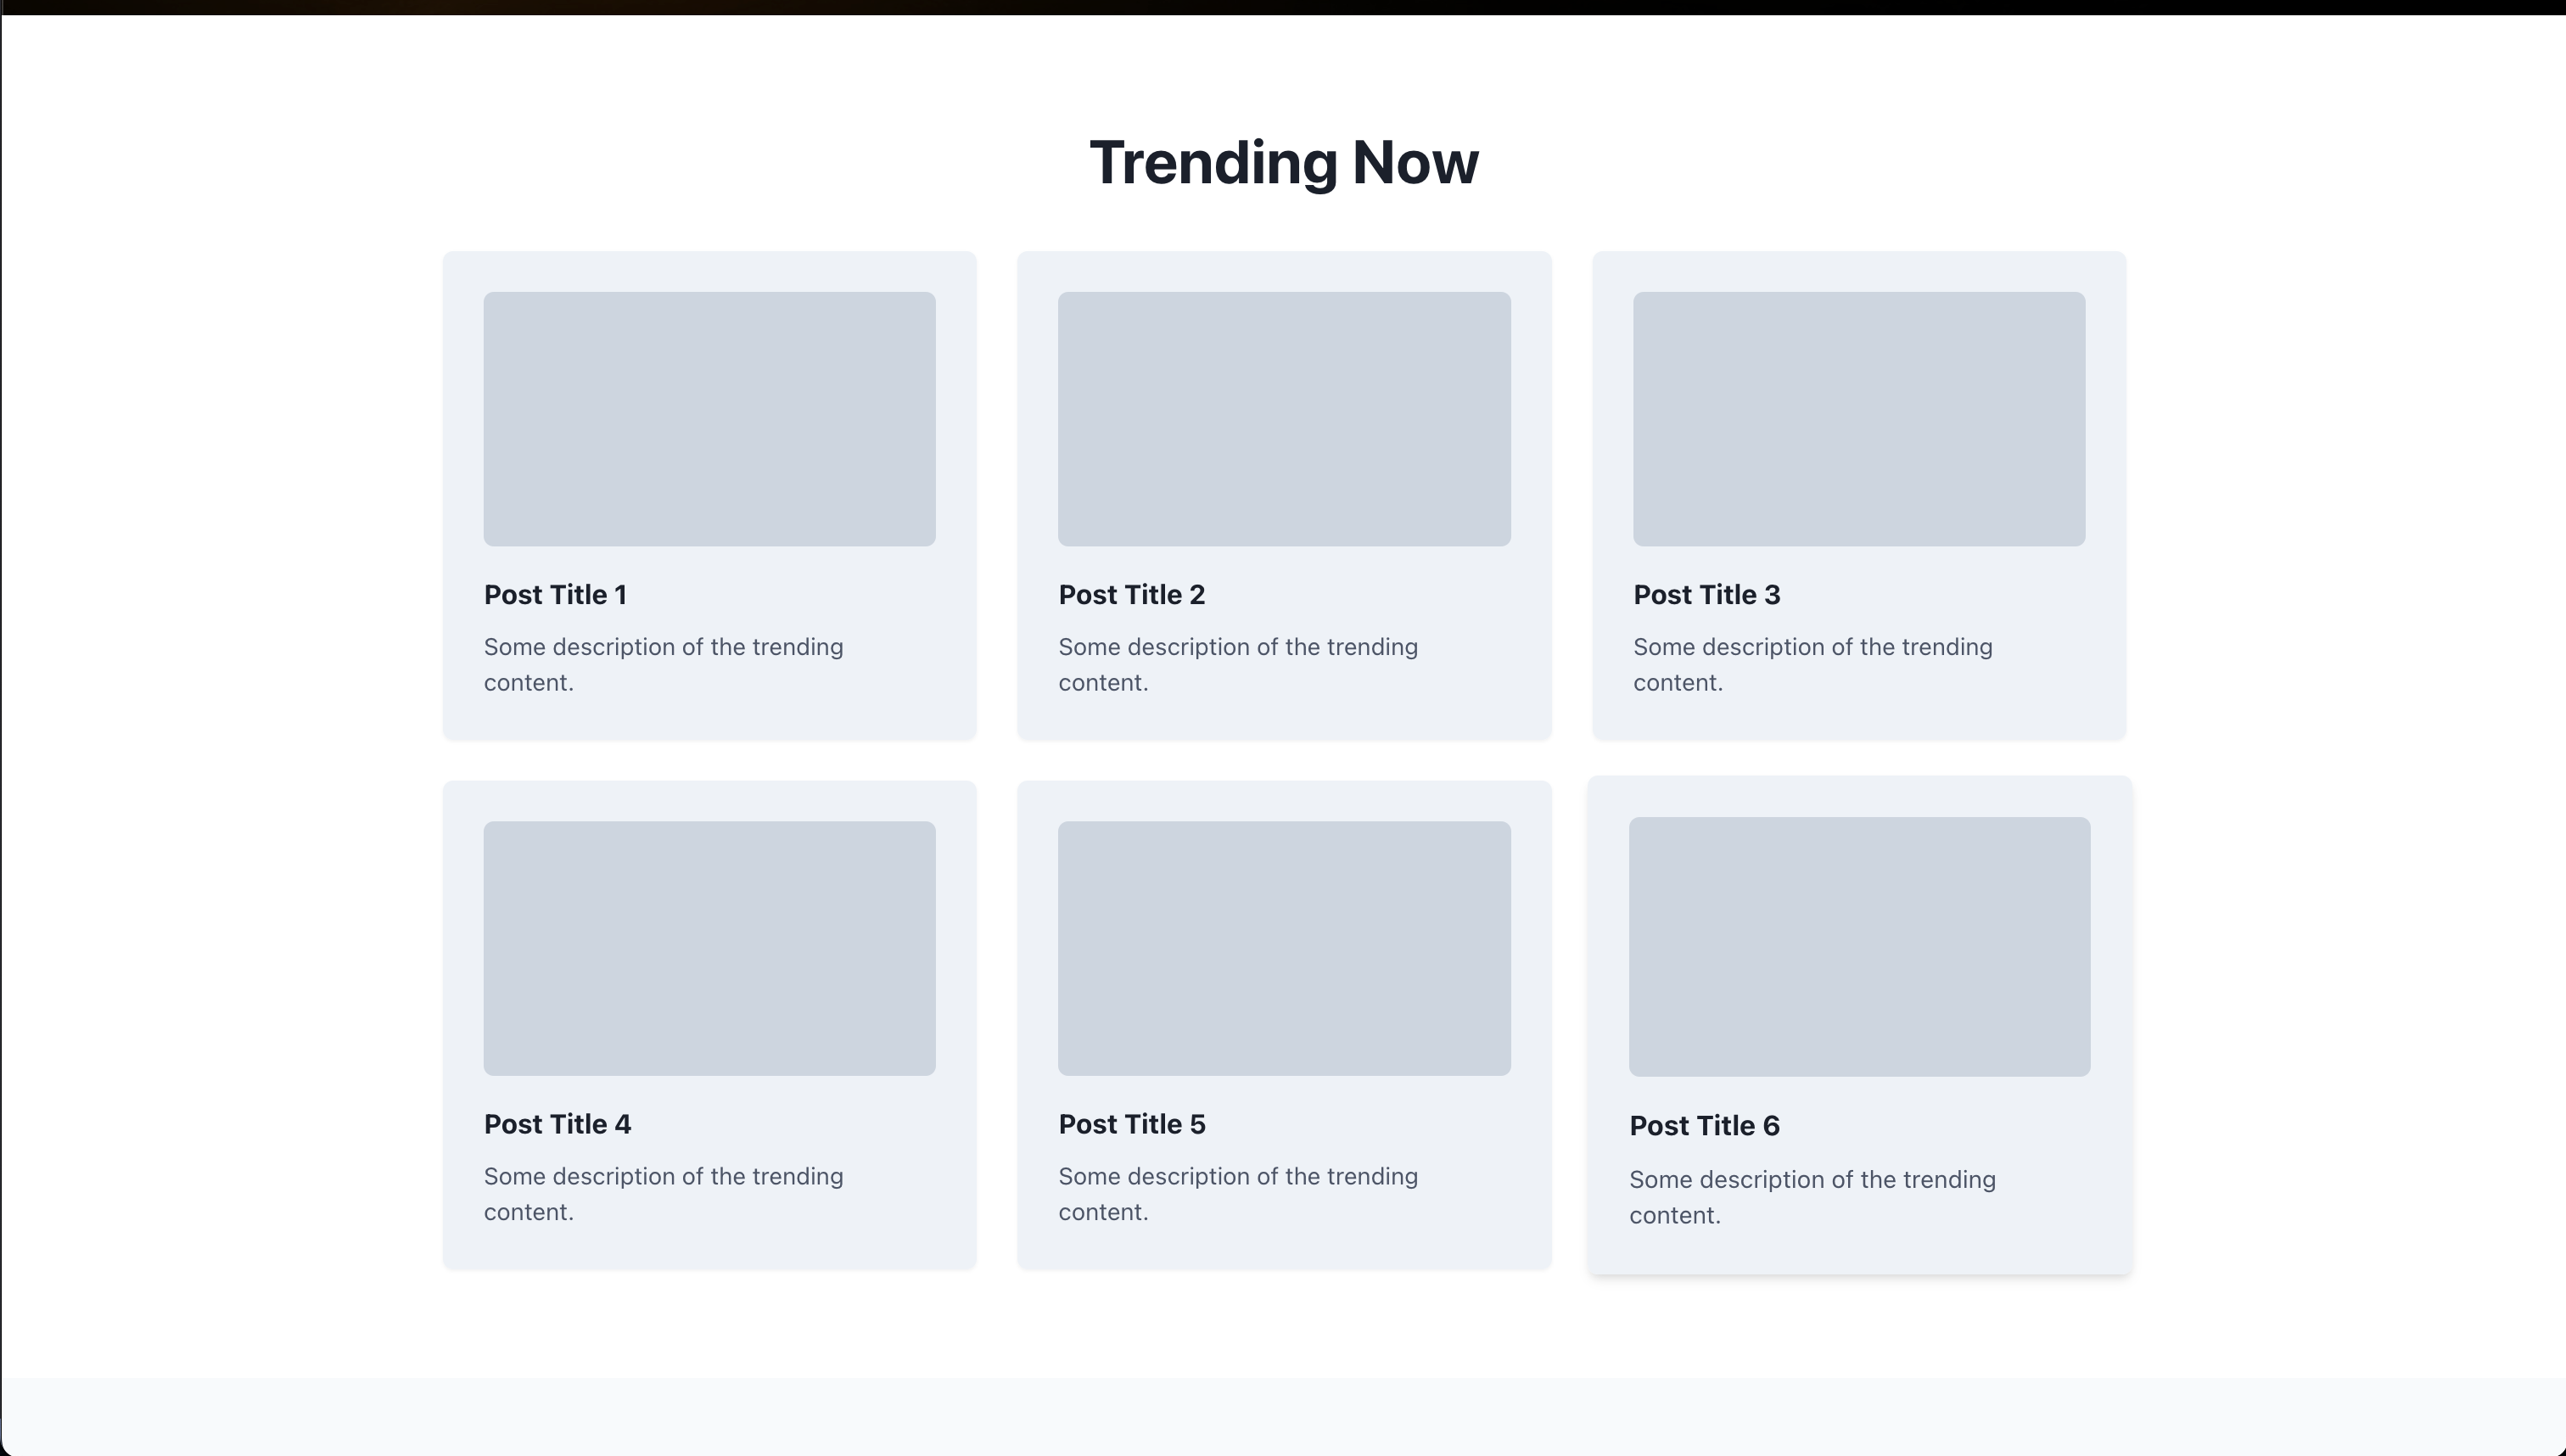 Trending Now
Post Title 1
Some description of the trending
content.
Post Title 2
Some description of the trending
content.
Post Title 3
Some description of the trending
content.
Post Title 4
Some description of the trending
content.
Post Title 5
Some description of the trending
content.
Post Title 6
Some description of the trending
content.